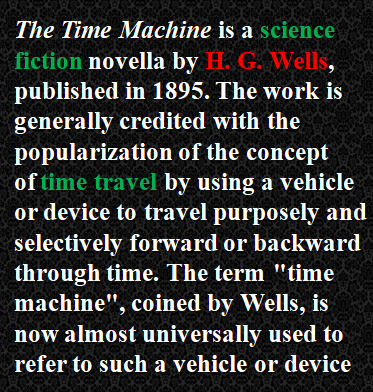 The Time Machine is a science
fiction novella by H. G. Wells,
published in 1895. The work is
generally credited with the
popularization of the concept
of time travel by using a vehicle
or device to travel purposely and
selectively forward or backward
through time. The term "time
machine", coined by Wells, is
now almost universally used to
refer to such a vehicle or device